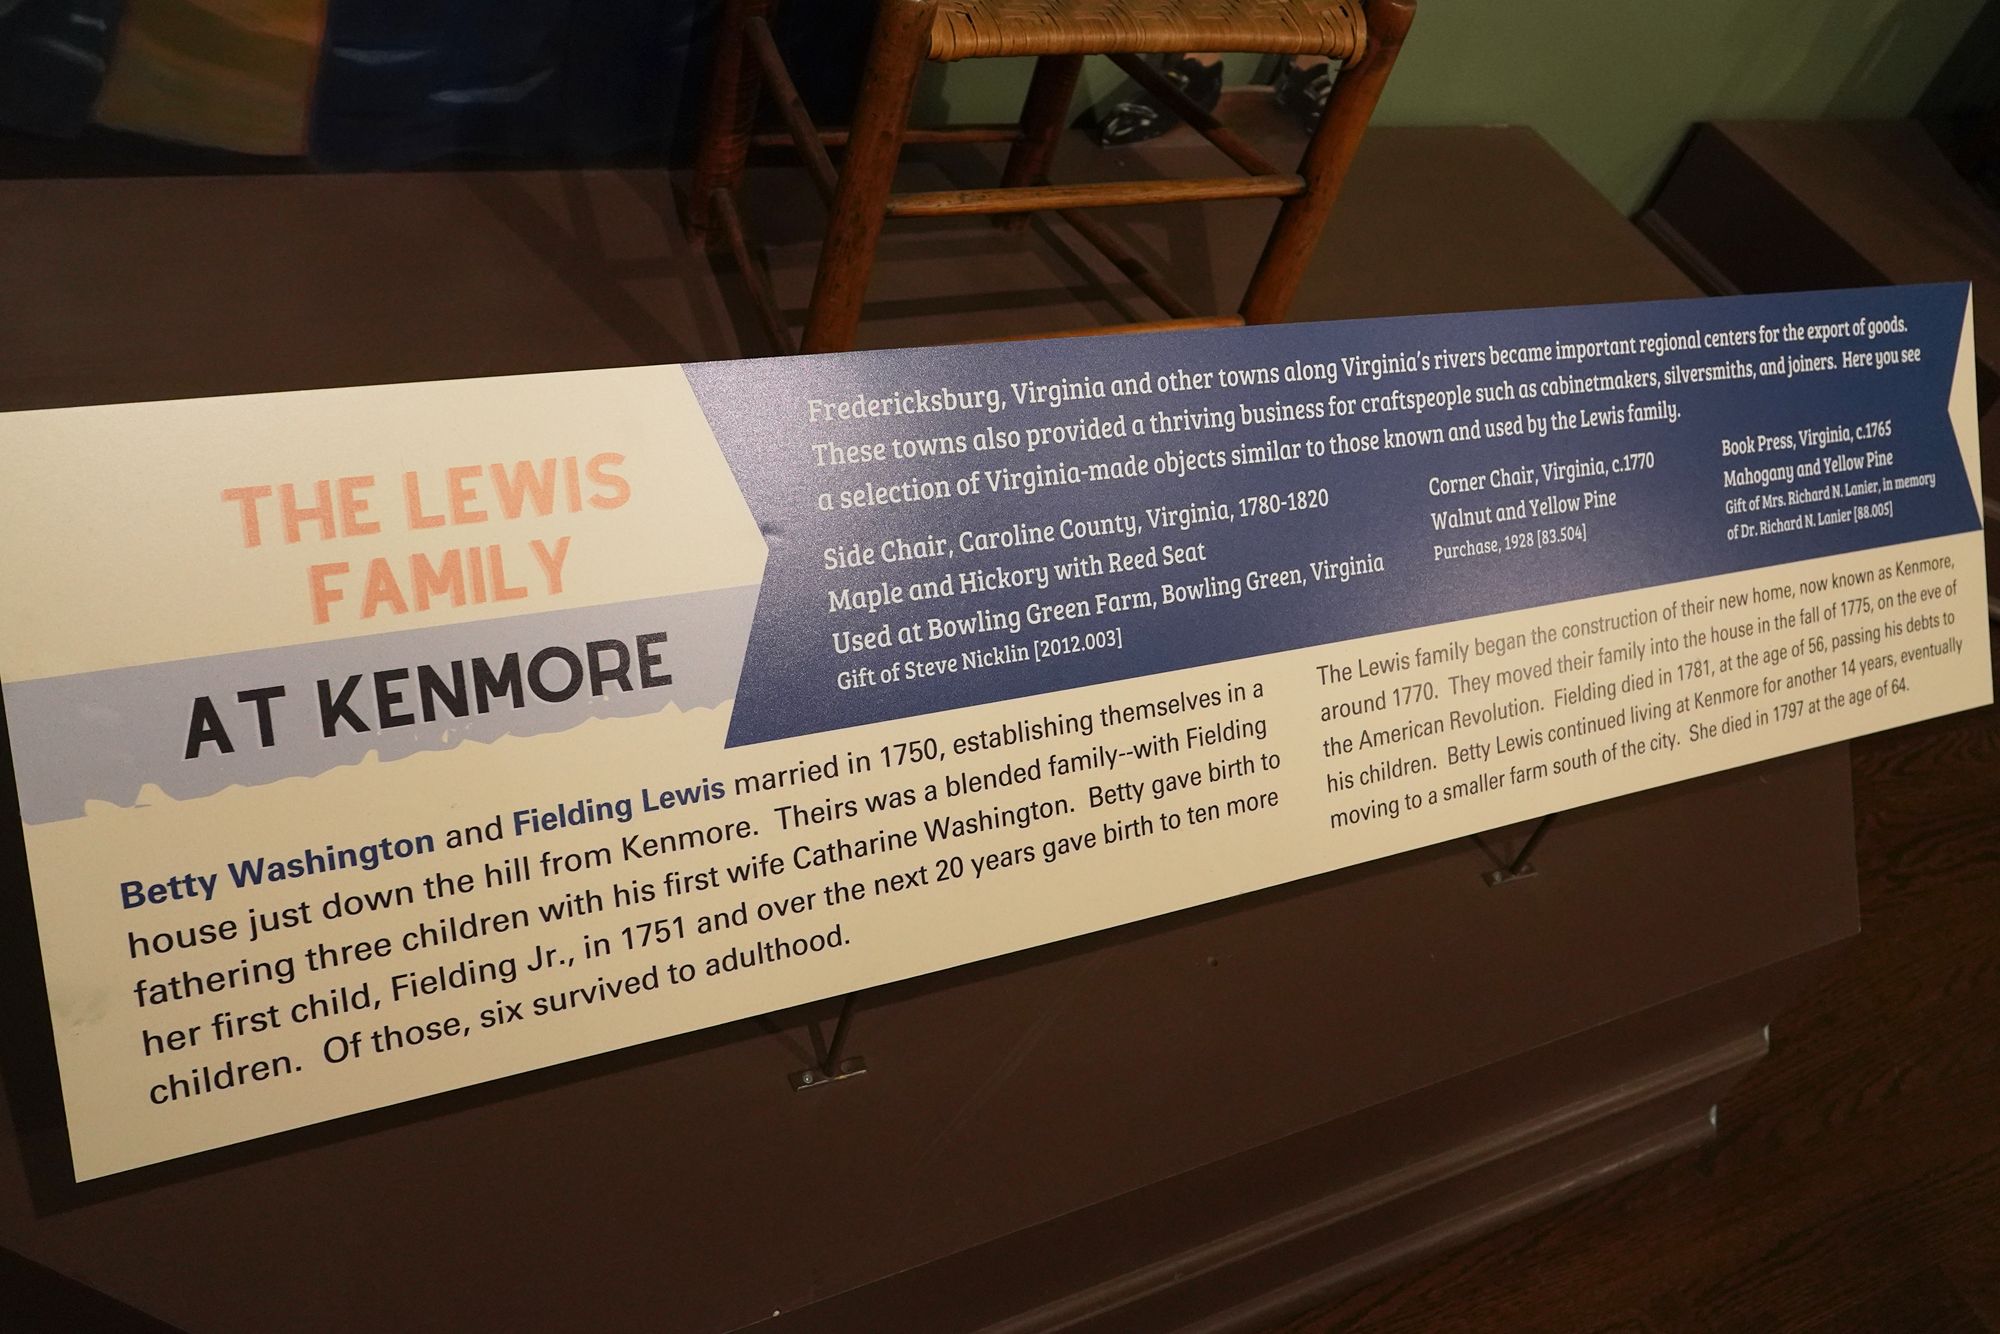 THE LEWIS
FAMILY
AT KENMORE
Fredericksburg, Virginia and other towns along Virginia's rivers became important regional centers for the export of goods.
These towns also provided a thriving business for craftspeople such as cabinetmakers, silversmiths, and joiners. Here you see
a selection of Virginia-made objects similar to those known and used by the Lewis family.
Side Chair, Caroline County, Virginia, 1780-1820
Maple and Hickory with Reed Seat
Used at Bowling Green Farm, Bowling Green, Virginia
Gift of Steve Nicklin [2012.003]
Corner Chair, Virginia, c.1770
Walnut and Yellow Pine
Purchase, 1928 [83.504]
Book Press, Virginia, c.1765
Mahogany and Yellow Pine
Gift of Mrs. Richard N. Lanier, in memory
of Dr. Richard N. Lanier [88.005]
Betty Washington and Fielding Lewis married in 1750, establishing themselves in a
house just down the hill from Kenmore. Theirs was a blended family--with Fielding
fathering three children with his first wife Catharine Washington. Betty gave birth to
her first child, Fielding Jr., in 1751 and over the next 20 years gave birth to ten more
children. Of those, six survived to adulthood.
The Lewis family began the construction of their new home, now known as Kenmore,
around 1770. They moved their family into the house in the fall of 1775, on the eve of
the American Revolution. Fielding died in 1781, at the age of 56, passing his debts to
his children. Betty Lewis continued living at Kenmore for another 14 years, eventually
moving to a smaller farm south of the city. She died in 1797 at the age of 64.